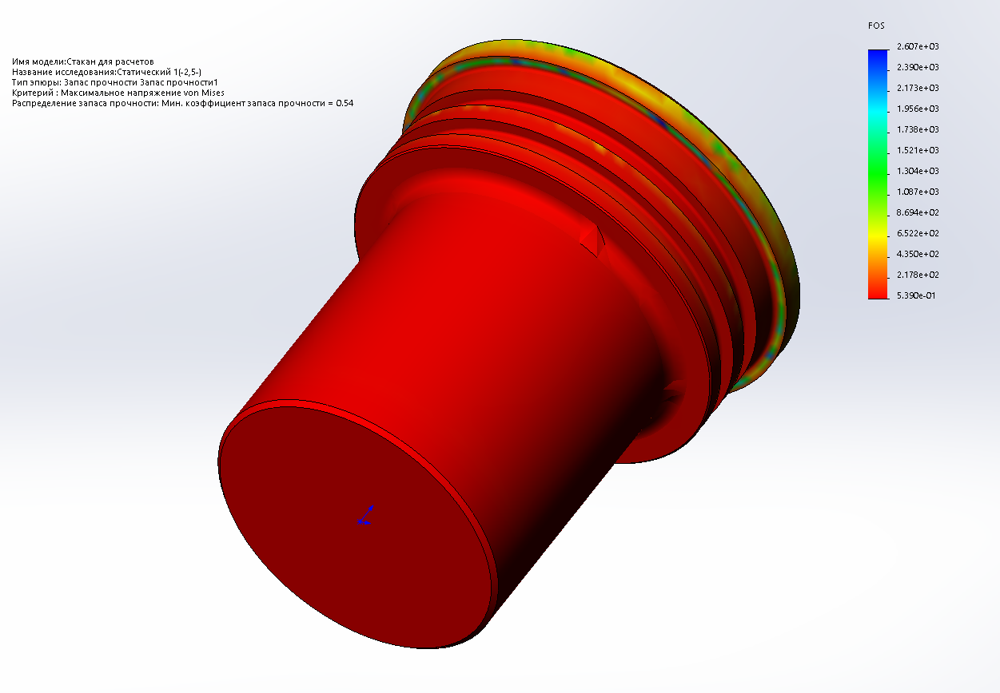 Имя модели:Стакан для расчетов
Название исследования:Статический 1(-2,5-)
Тип эпюры: Запас прочности Запас прочности1
Критерий : Максимальное напряжение von Mises
Распределение запаса прочности: Мин. коэффициент запаса прочности = 0.54
FOS
2.607e+03
2.390e+03
2.173e+03
1.956e+03
1.738e+03
1.521e+03
1.304e+03
1.087e+03
8.694e+02
6.522e+02
4.350e+02
2.178e+02
5.390e-01